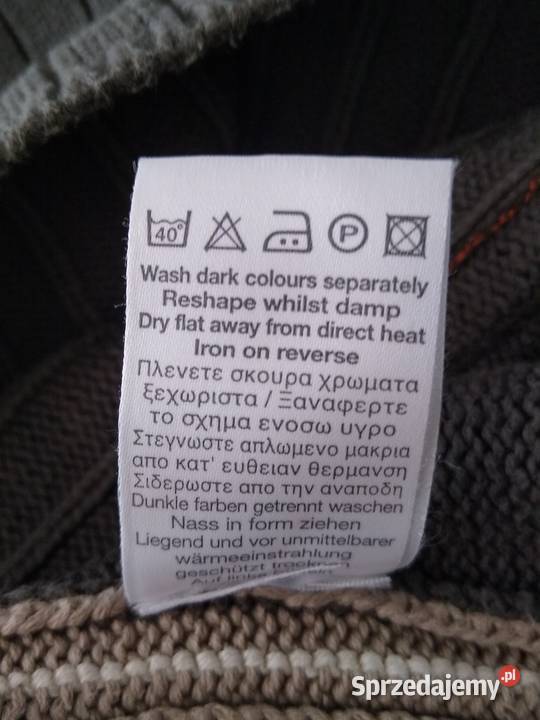 40°
P
Wash dark colours separately
Reshape whilst damp
Dry flat away from direct heat
Iron on reverse
Πλενετε σκουρα χρωματα
ξεχωριστα / Ξαναφερτε
το σχημα ενοσω υγρο
Στεγνωστε απλωμενο μακρια
απο κατ' ευθειαν θερμανση
Σιδερωστε απο την αναποδη
Dunkle farben getrennt waschen
Nass in form ziehen
Liegend und vor unmittelbarer
wärmeeinstrahlung
geschützt trocknen
Auf links
Sprzedajemy.pl